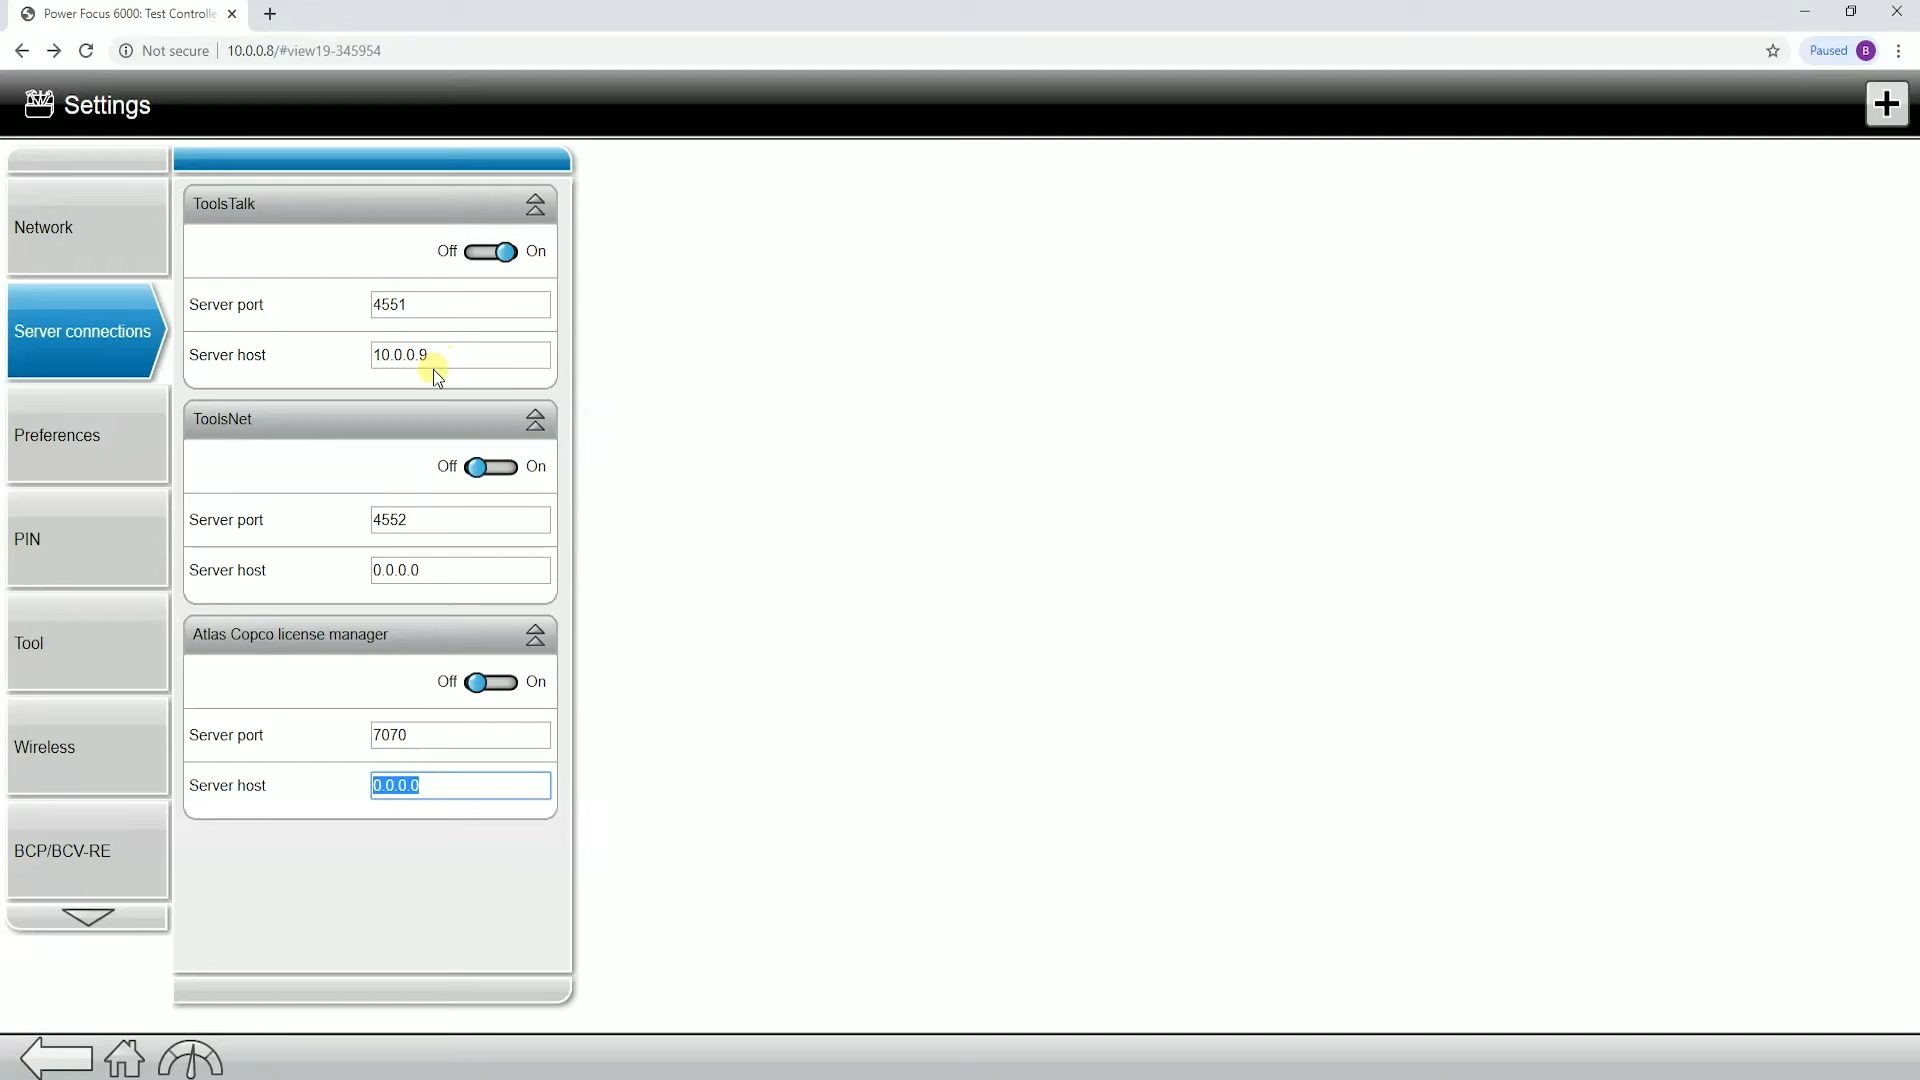 Power Focus 6000: Test Controlle
Not secure
10.0.0.8/#view19-345954
Paused
B
Settings
Network
Server connections
Preferences
PIN
Tool
Wireless
BCP/BCV-RE
ToolsTalk
Off On
Server port 4551
Server host 10.0.0.9
ToolsNet
Off On
Server port 4552
Server host 0.0.0.0
Atlas Copco license manager
Off On
Server port 7070
Server host 0.0.0.0